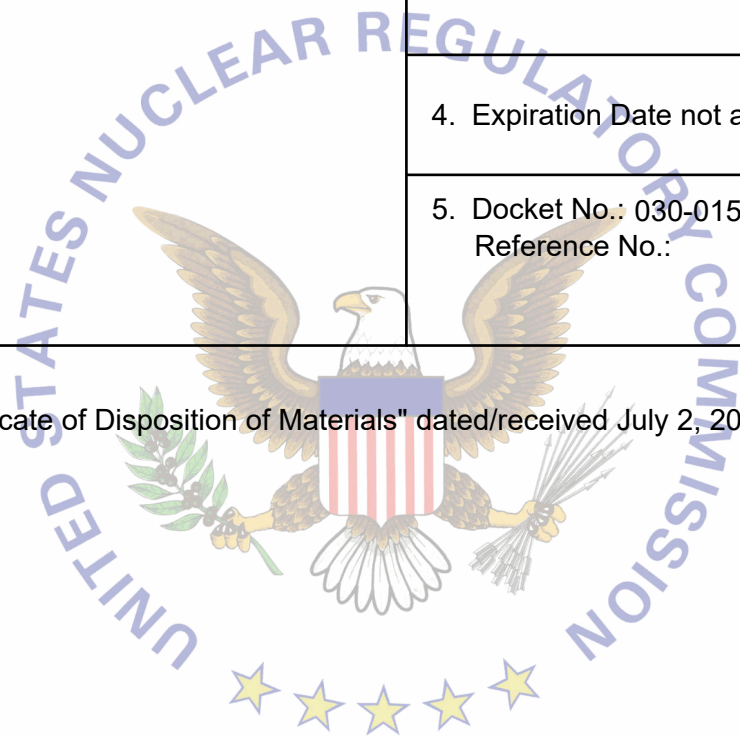 UNITED STATES NUCLEAR REGULATORY COMMISSION
4. Expiration Date not a
5. Docket No.: 030-015
Reference No.:
cate of Disposition of Materials" dated/received July 2, 20